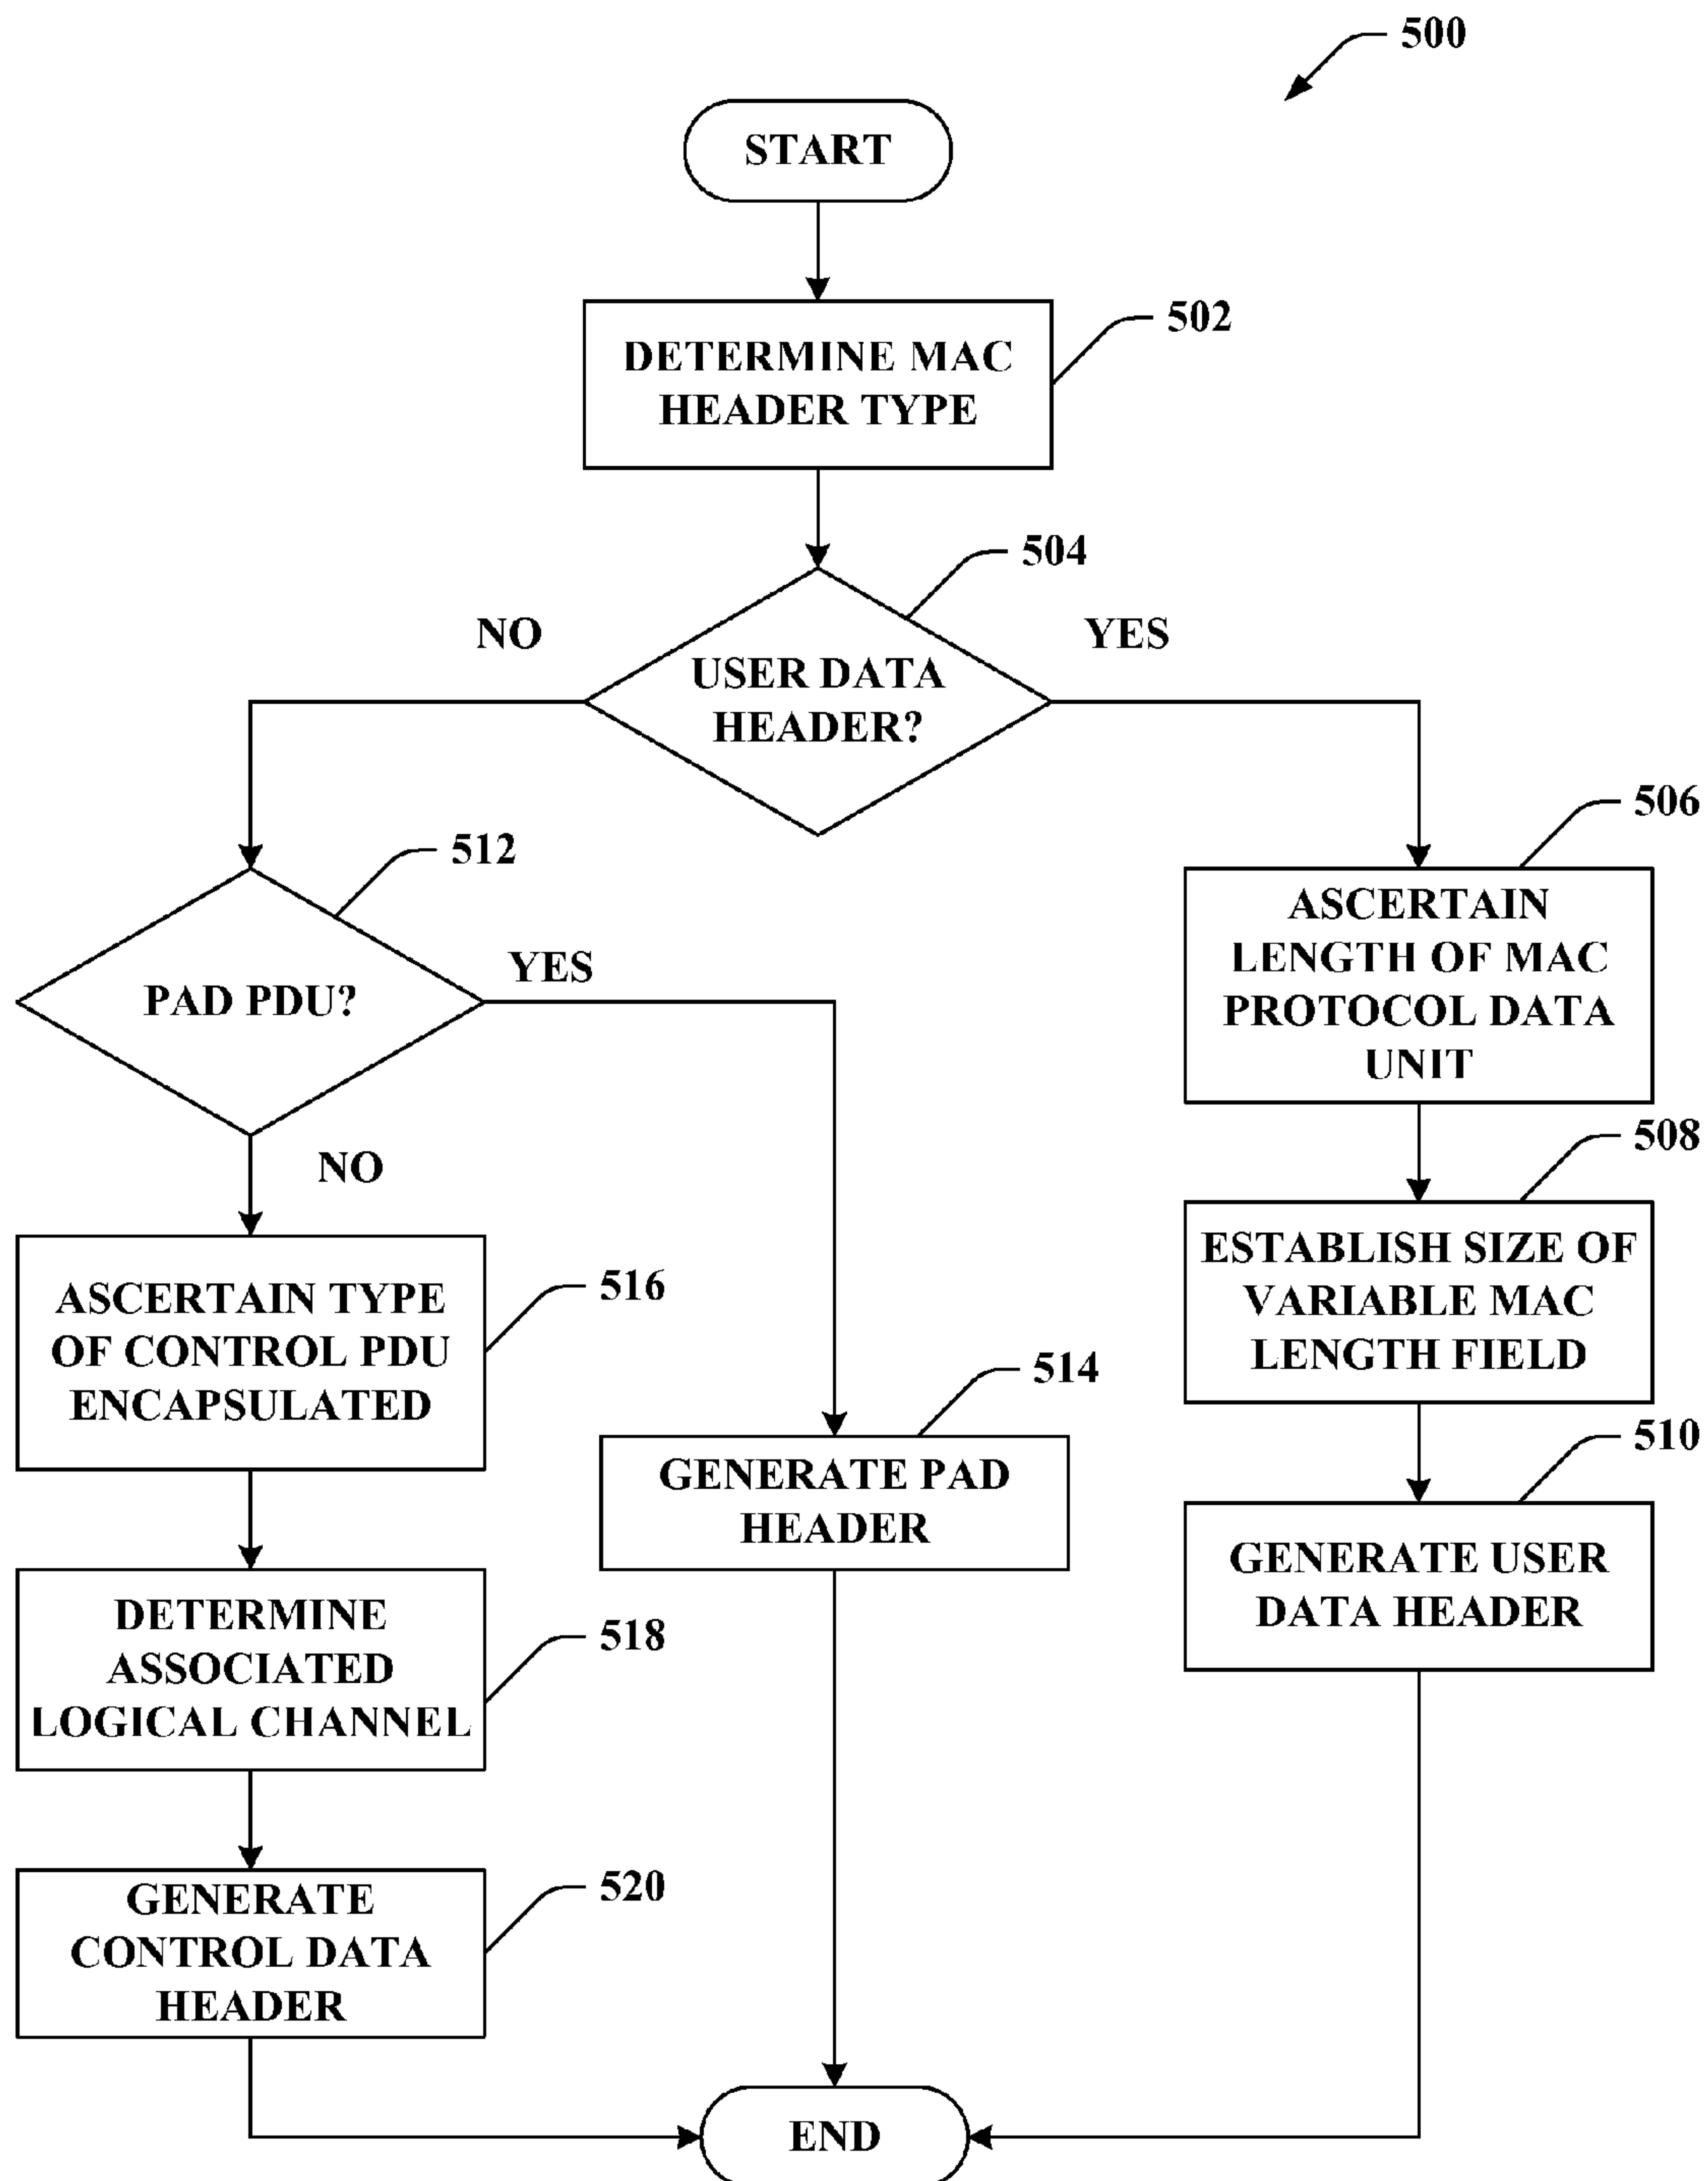 500
START
502
DETERMINE MAC
HEADER TYPE
504
NO
YES
USER DATA
HEADER?
506
ASCERTAIN
LENGTH OF MAC
PROTOCOL DATA
UNIT
512
YES
PAD PDU?
NO
508
ESTABLISH SIZE OF
VARIABLE MAC
LENGTH FIELD
516
ASCERTAIN TYPE
OF CONTROL PDU
ENCAPSULATED
514
GENERATE PAD
HEADER
510
GENERATE USER
DATA HEADER
518
DETERMINE
ASSOCIATED
LOGICAL CHANNEL
520
GENERATE
CONTROL DATA
HEADER
END